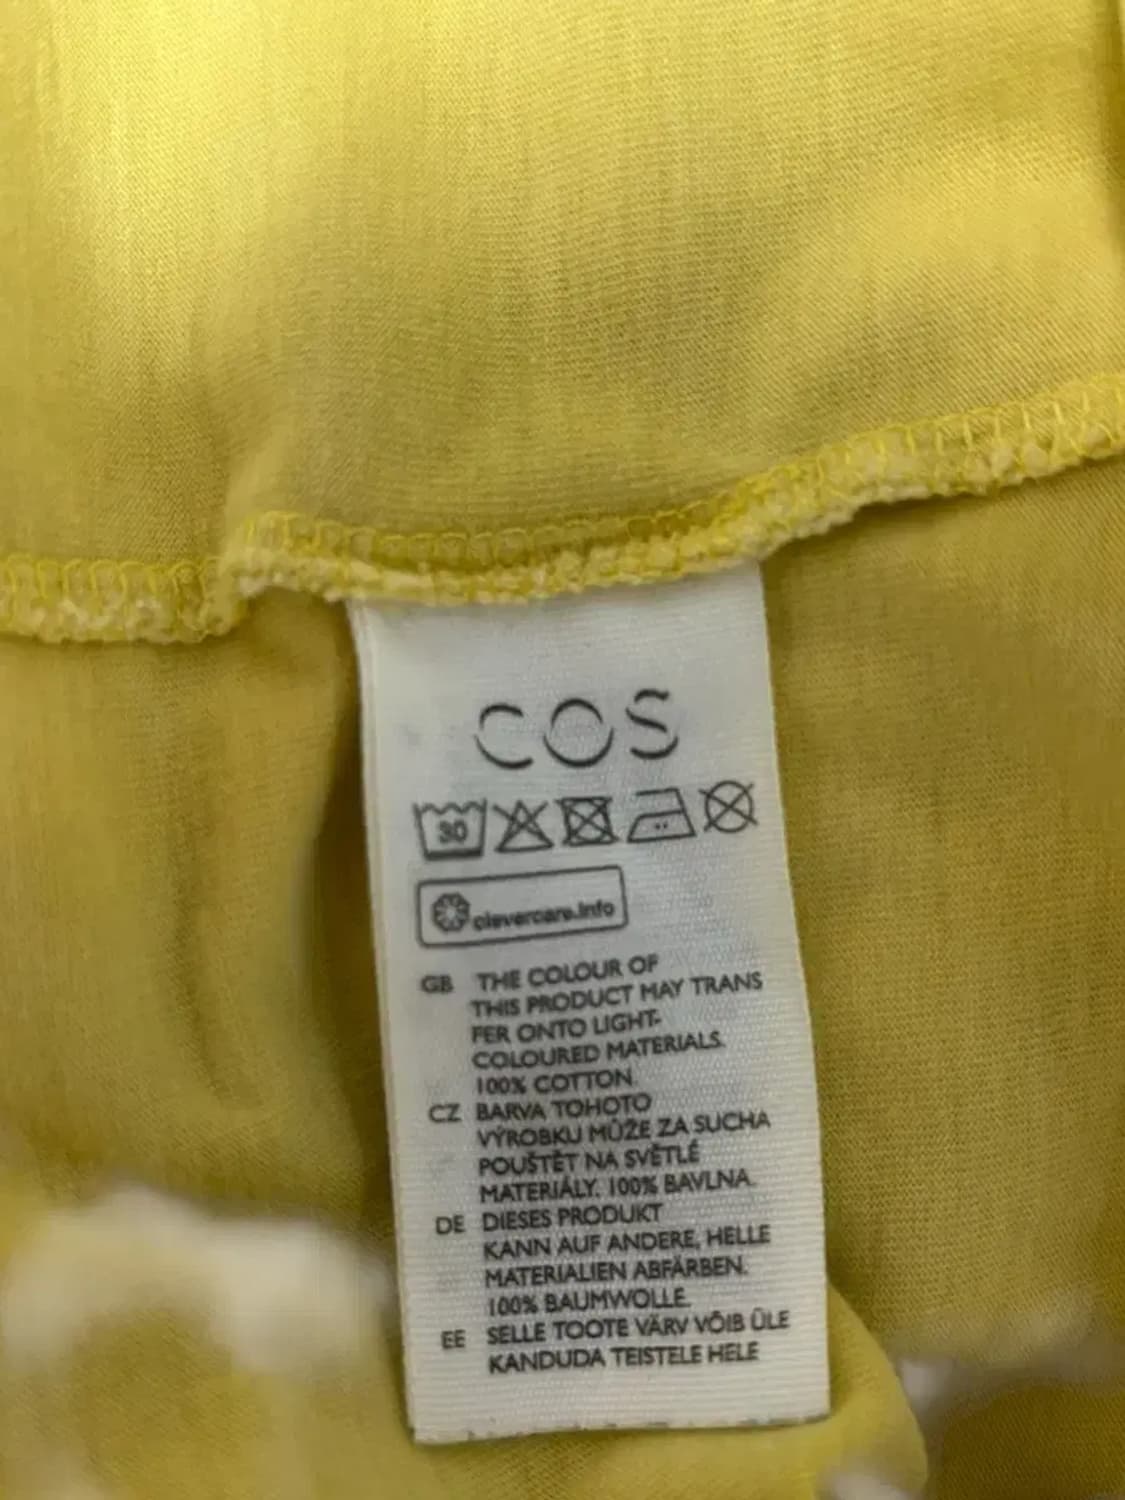 COS
30
clevercare.info
GB THE COLOUR OF
THIS PRODUCT MAY TRANS
FER ONTO LIGHT-
COLOURED MATERIALS.
100% COTTON.
CZ BARVA TOHOTO
VÝROBKU MŮŽE ZA SUCHA
POUŠTĚT NA SVĚTLÉ
MATERIÁLY. 100% BAVLNA.
DE DIESES PRODUKT
KANN AUF ANDERE, HELLE
MATERIALIEN ABFÄRBEN.
100% BAUMWOLLE.
EE SELLE TOOTE VÄRV VÕIB ÜLE
KANDUDA TEISTELE HELE